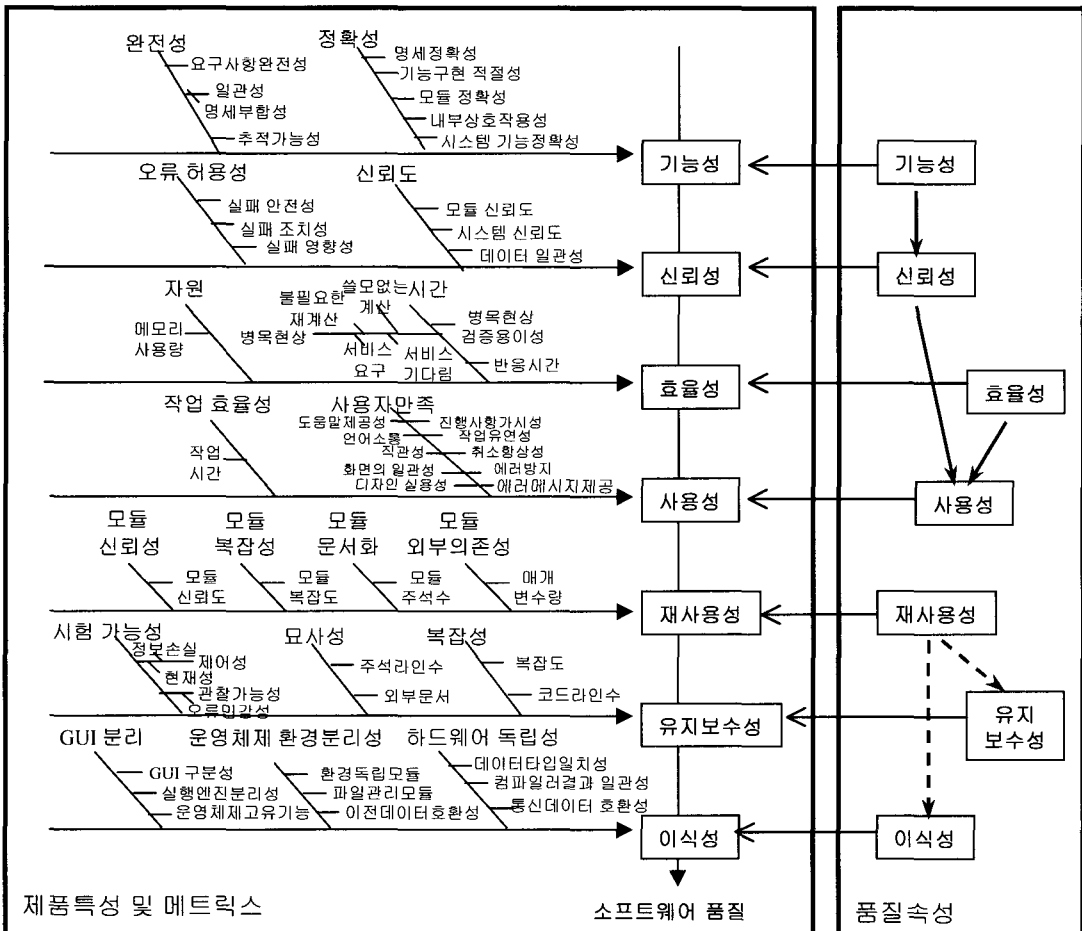 완전성
요구사항완전성
일관성
명세부합성
추적가능성
정확성
명세정확성
기능구현 적절성
모듈 정확성
내부상호작용성
시스템 기능정확성
기능성
기능성
오류 허용성
실패 안전성
실패 조치성
실패 영향성
신뢰도
모듈 신뢰도
시스템 신뢰도
데이터 일관성
신뢰성
신뢰성
자원
메모리
사용량
불필요한
재계산
쓸모없는
계산
병목현상
서비스
요구
서비스
기다림
시간
병목현상
검증용이성
반응시간
효율성
효율성
작업 효율성
작업
시간
사용자만족
도움말제공성
언어소통
직관성
화면의 일관성
디자인 실용성
진행사항가시성
작업유연성
취소항상성
에러방지
에러메시지제공
사용성
사용성
모듈
신뢰성
모듈
신뢰도
모듈
복잡성
모듈
복잡도
모듈
문서화
모듈
주석수
모듈
외부의존성
매개
변수량
재사용성
재사용성
시험 가능성
정보손실
제어성
현재성
관찰가능성
오류민감성
묘사성
주석라인수
외부문서
복잡성
복잡도
코드라인수
유지보수성
유지
보수성
GUI 분리
GUI 구분성
실행엔진분리성
운영체제고유기능
운영체제 환경분리성
환경독립모듈
파일관리모듈
이전데이터호환성
하드웨어 독립성
데이터타입일치성
컴파일러결과 일관성
통신데이터 호환성
이식성
이식성
제품특성 및 메트릭스
소프트웨어 품질
품질속성